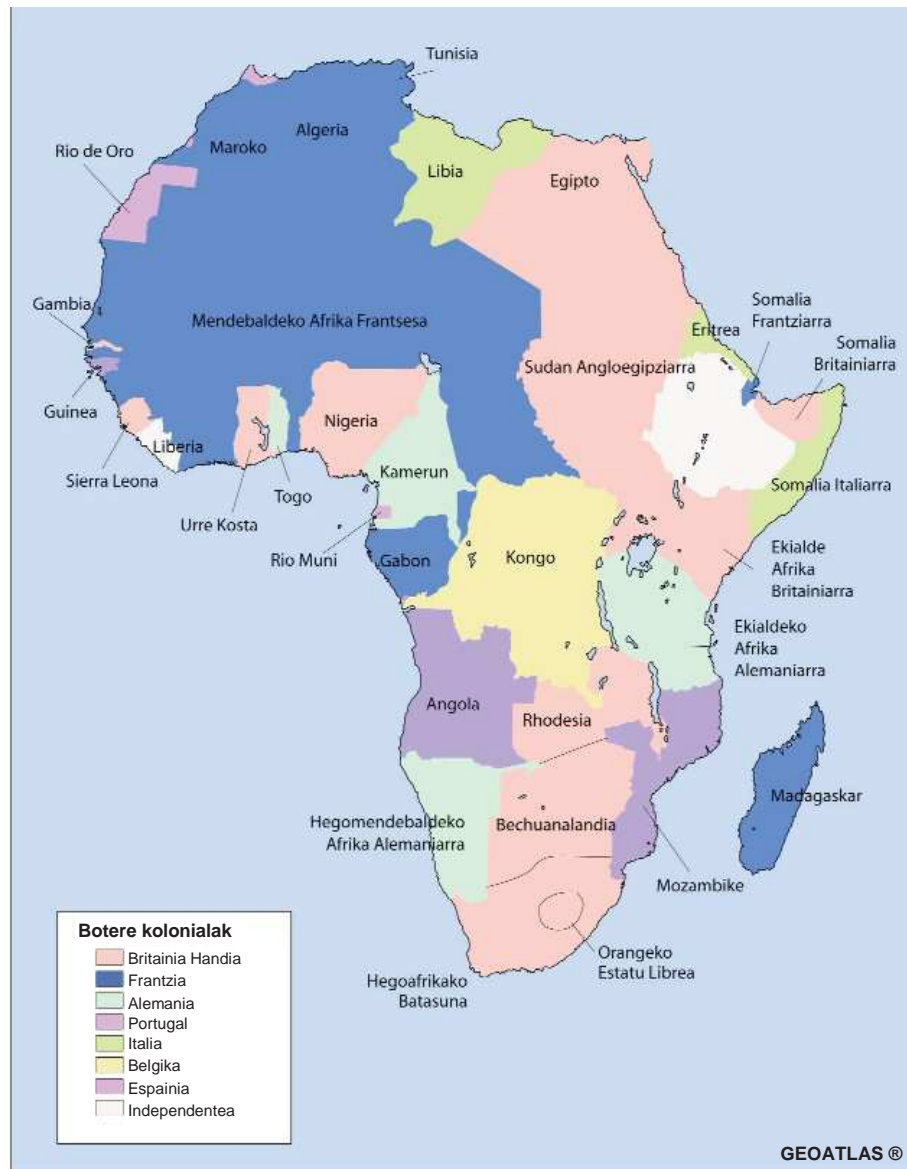 Tunisia
Algeria
Maroko
Rio de Oro
Libia
Egipto
Gambia
Mendebaldeko Afrika Frantsesa
Somalia
Frantziarra
Eritrea
Somalia
Britainiarra
Sudan Angloegipziarra
Guinea
Nigeria
Liberia
Kamerun
Sierra Leona
Togo
Somalia Italiarra
Urre Kosta
Rio Muni
Gabon
Kongo
Ekialde
Afrika
Britainiarra
Ekialdeko
Afrika
Alemaniarra
Angola
Rhodesia
Madagaskar
Hegomendebaldeko
Afrika Alemaniarra
Bechuanalandia
Mozambike
Orangeko
Estatu Librea
Hegoafrikako
Batasuna
Botere kolonialak
Britainia Handia
Frantzia
Alemania
Portugal
Italia
Belgika
Espainia
Independentea
GEOATLAS ®